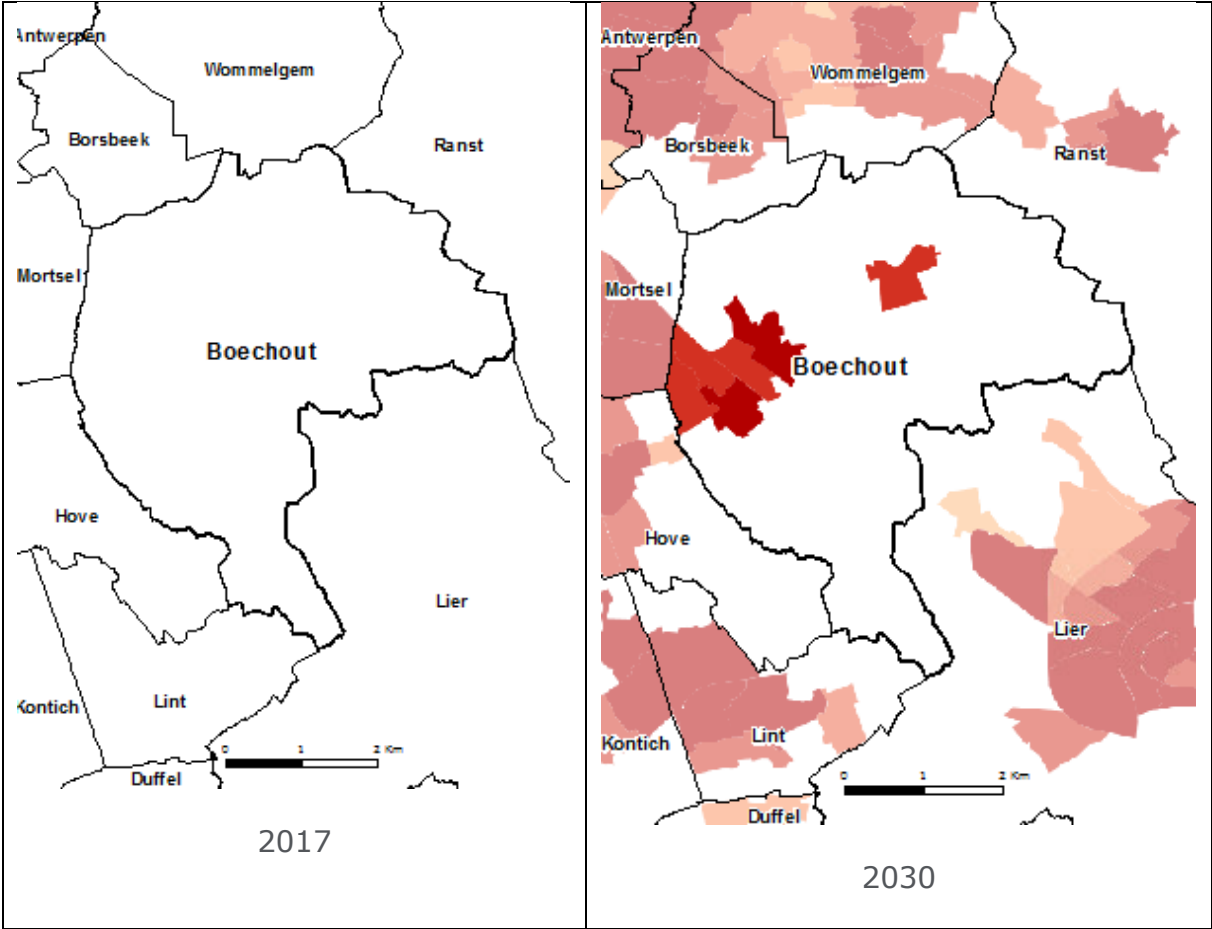 Antwerpen
Wommelgem
Borsbeek
Ranst
Mortsel
Boechout
Hove
Lier
Kontich
Lint
0 1 2 Km
Duffel
2017
Antwerpen
Wommelgem
Borsbeek
Ranst
Mortsel
Boechout
Hove
Lier
Kontich
Lint
0 1 2 Km
Duffel
2030